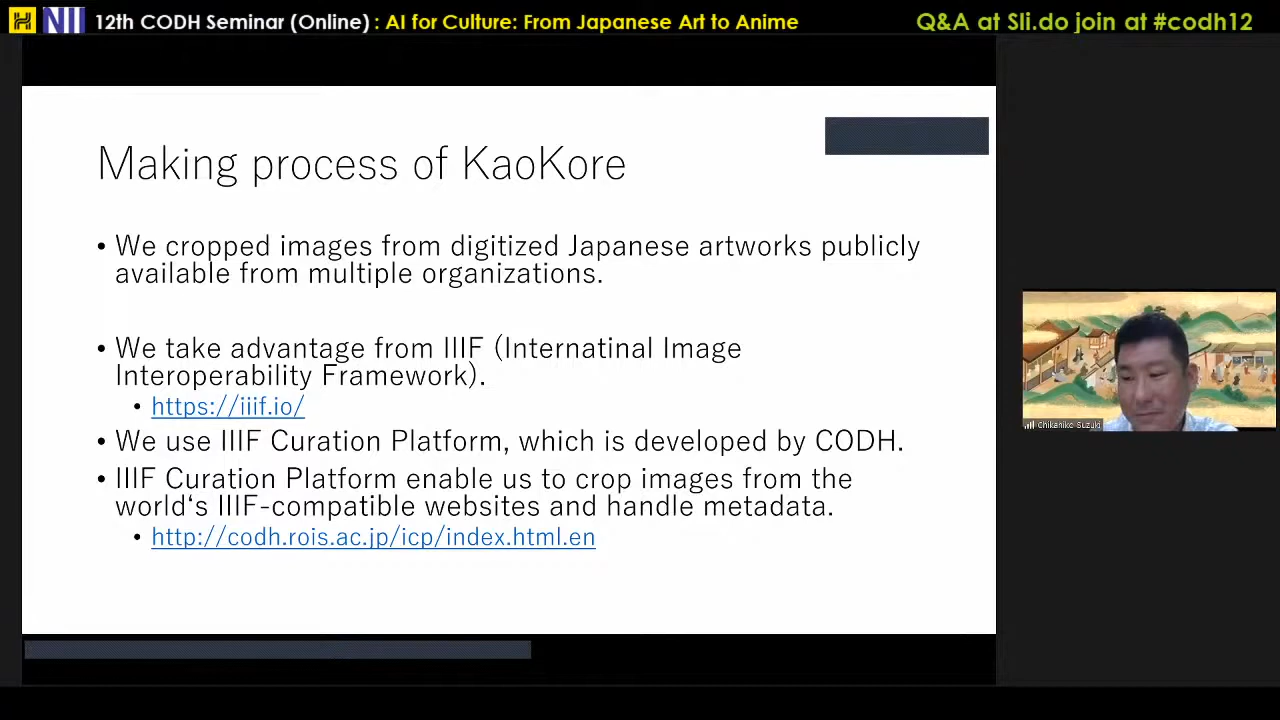 12th CODH Seminar (Online) : AI for Culture: From Japanese Art to Anime
Q&A at Sli.do join at #codh12
NII
Making process of KaoKore
• We cropped images from digitized Japanese artworks publicly
available from multiple organizations.
• We take advantage from IIIF (Internatinal Image
Interoperability Framework).
• https://iiif.io/
• We use IIIF Curation Platform, which is developed by CODH.
• IIIF Curation Platform enable us to crop images from the
world‘s IIIF-compatible websites and handle metadata.
• http://codh.rois.ac.jp/icp/index.html.en
Chikahiko Suzuki